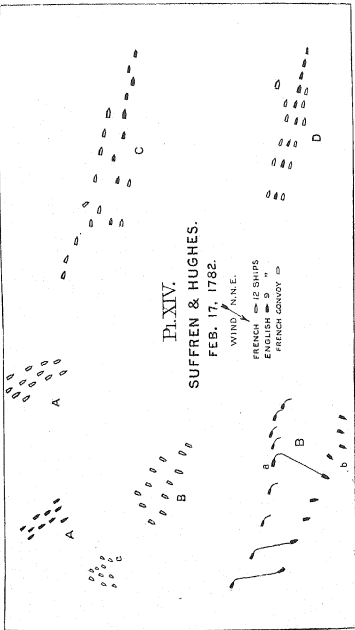 Pl. XIV.
SUFFREN & HUGHES.
FEB. 17, 1782.
WIND N.N.E.
FRENCH 12 SHIPS
ENGLISH 9 "
FRENCH CONVOY
A
A
B
C
C
D
a
B
b